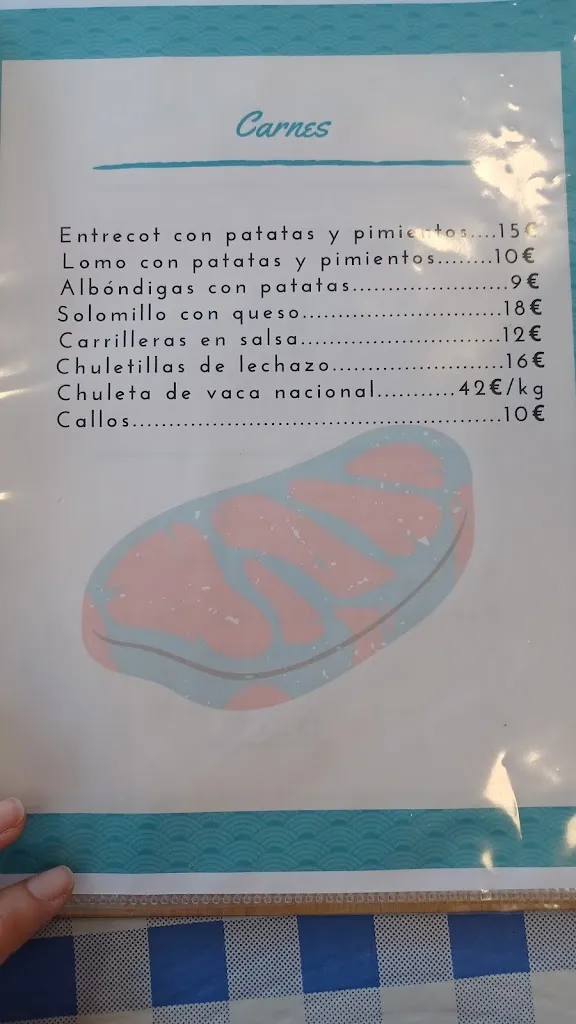 Carnes
Entrecot con patatas y pimientos....15€
Lomo con patatas y pimientos........10€
Albóndigas con patatas.....................9€
Solomillo con queso...........................18€
Carrilleras en salsa...........................12€
Chuletillas de lechazo.......................16€
Chuleta de vaca nacional...........42€/kg
Callos..................................................10€